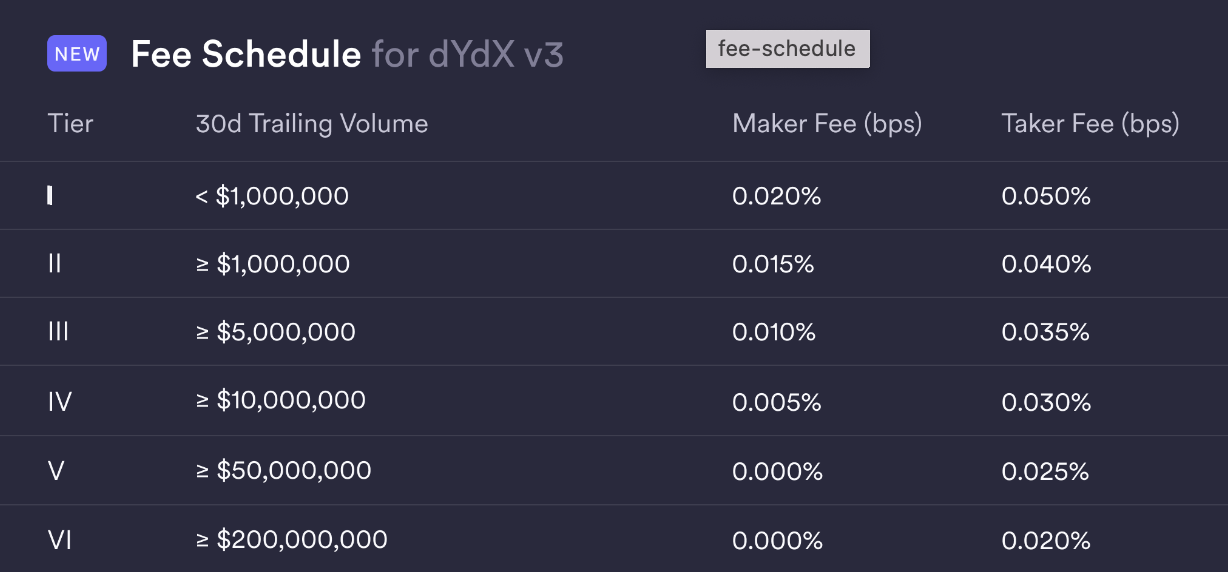 NEW Fee Schedule for dYdX v3 fee-schedule
Tier 30d Trailing Volume Maker Fee (bps) Taker Fee (bps)
I < $1,000,000 0.020% 0.050%
II ≥ $1,000,000 0.015% 0.040%
III ≥ $5,000,000 0.010% 0.035%
IV ≥ $10,000,000 0.005% 0.030%
V ≥ $50,000,000 0.000% 0.025%
VI ≥ $200,000,000 0.000% 0.020%